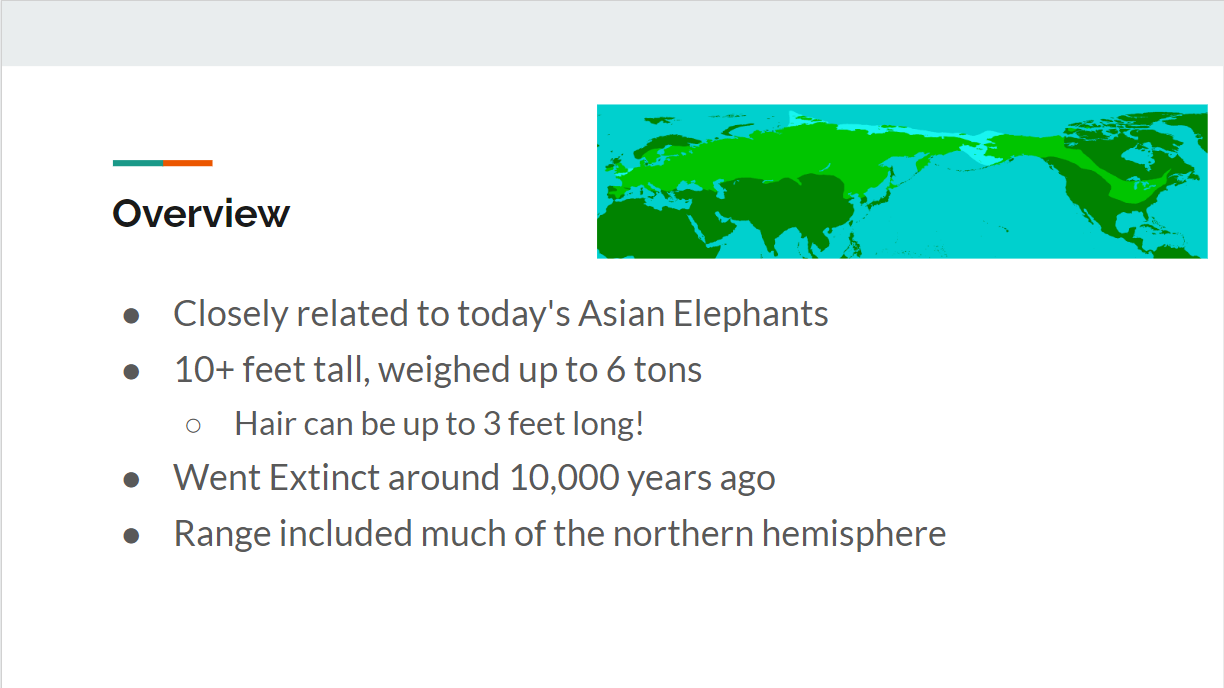 Overview
● Closely related to today's Asian Elephants
● 10+ feet tall, weighed up to 6 tons
○ Hair can be up to 3 feet long!
● Went Extinct around 10,000 years ago
● Range included much of the northern hemisphere